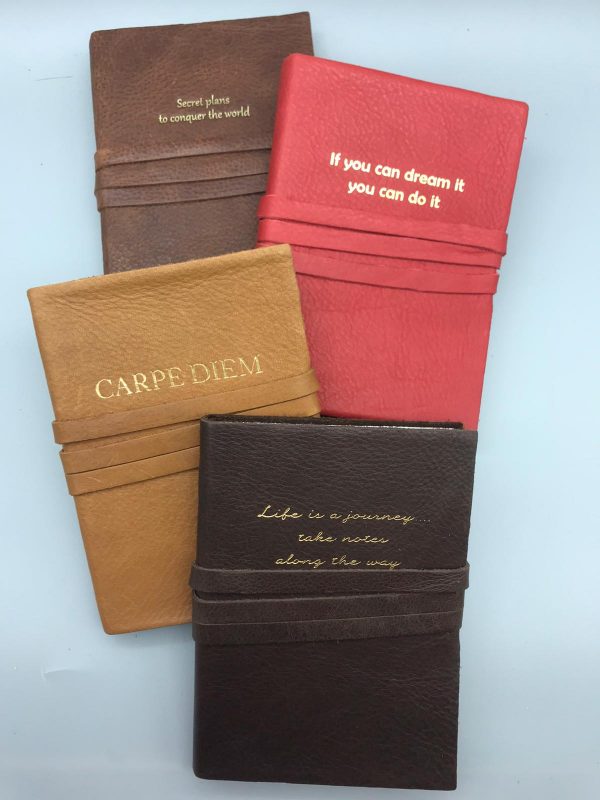 Secret plans
to conquer the world
If you can dream it
you can do it
CARPE DIEM
Life is a journey....
take notes
along the way